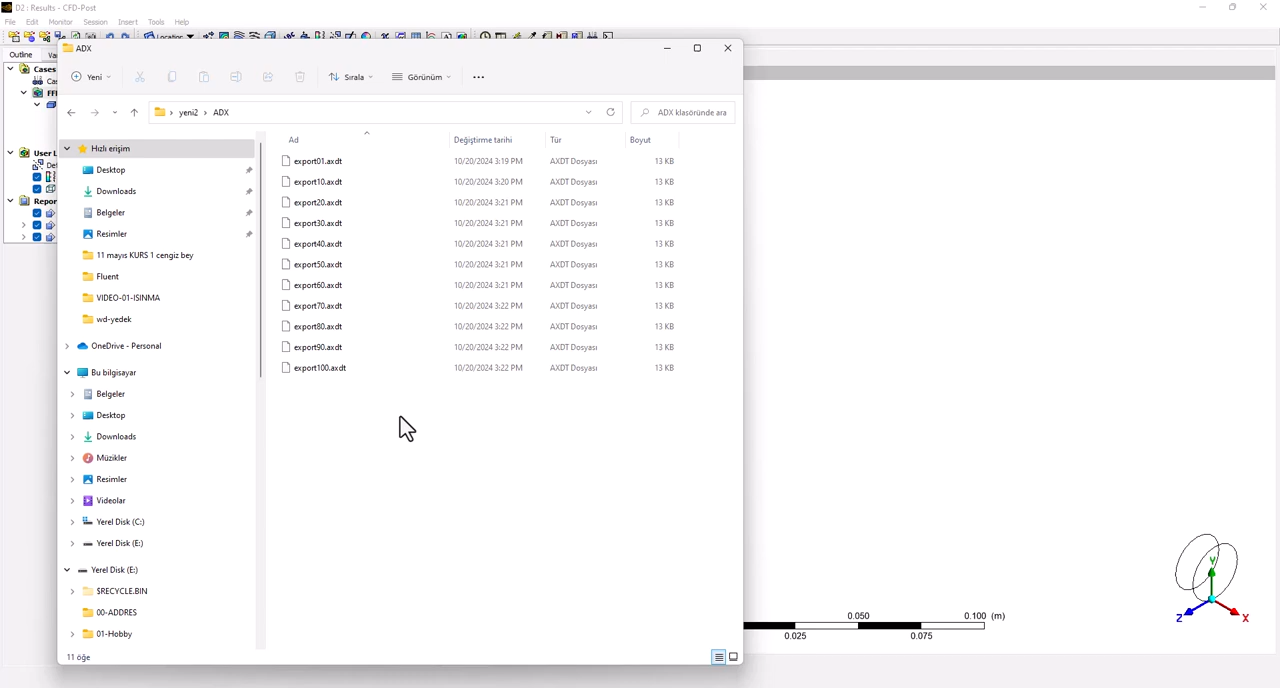 D2 : Results - CFD-Post
File Edit Monitor Session Insert Tools Help
Location
Outline
Cases
User L
Repor
ADX
Yeni
Sırala
Görünüm
yeni2 › ADX
ADX klasöründe ara
Ad Değiştirme tarihi Tür Boyut
export01.axdt 10/20/2024 3:19 PM AXDT Dosyası 13 KB
export10.axdt 10/20/2024 3:20 PM AXDT Dosyası 13 KB
export20.axdt 10/20/2024 3:21 PM AXDT Dosyası 13 KB
export30.axdt 10/20/2024 3:21 PM AXDT Dosyası 13 KB
export40.axdt 10/20/2024 3:21 PM AXDT Dosyası 13 KB
export50.axdt 10/20/2024 3:21 PM AXDT Dosyası 13 KB
export60.axdt 10/20/2024 3:21 PM AXDT Dosyası 13 KB
export70.axdt 10/20/2024 3:22 PM AXDT Dosyası 13 KB
export80.axdt 10/20/2024 3:22 PM AXDT Dosyası 13 KB
export90.axdt 10/20/2024 3:22 PM AXDT Dosyası 13 KB
export100.axdt 10/20/2024 3:22 PM AXDT Dosyası 13 KB
Hızlı erişim
Desktop
Downloads
Belgeler
Resimler
11 mayıs KURS 1 cengiz bey
Fluent
VIDEO-01-ISINMA
wd-yedek
OneDrive - Personal
Bu bilgisayar
Belgeler
Desktop
Downloads
Müzikler
Resimler
Videolar
Yerel Disk (C:)
Yerel Disk (E:)
Yerel Disk (E:)
$RECYCLE.BIN
00-ADDRES
01-Hobby
11 öğe
0.050 0.100 (m)
0.025 0.075
Y
Z X